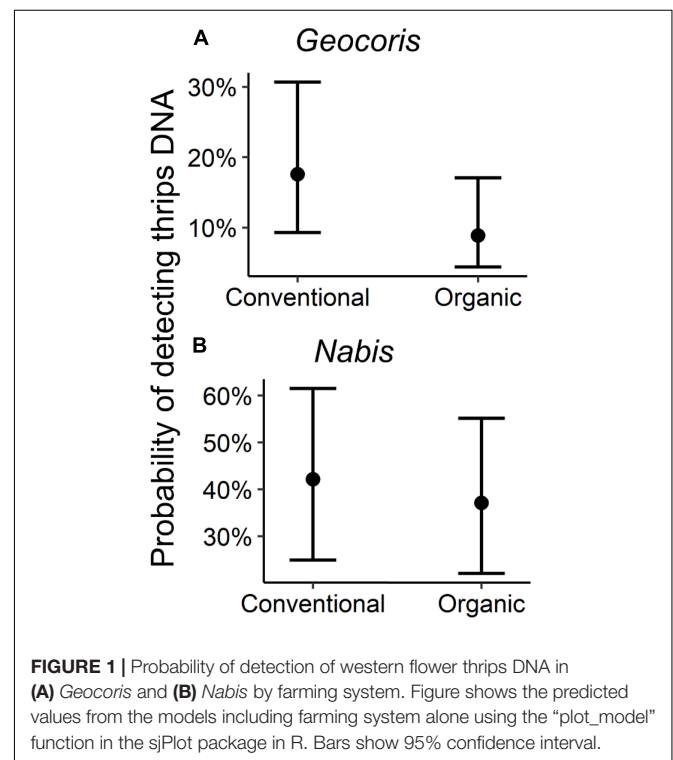 A Geocoris
Probability of detecting thrips DNA
30%
20%
10%
Conventional Organic
B Nabis
60%
50%
40%
30%
Conventional Organic
FIGURE 1 | Probability of detection of western flower thrips DNA in
(A) Geocoris and (B) Nabis by farming system. Figure shows the predicted
values from the models including farming system alone using the “plot_model”
function in the sjPlot package in R. Bars show 95% confidence interval.